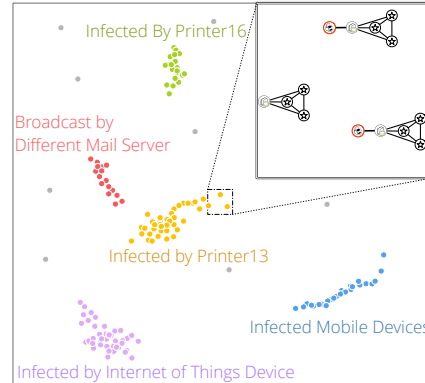 Infected By Printer16
Broadcast by
Different Mail Server
Infected by Printer13
Infected Mobile Devices
Infected by Internet of Things Device